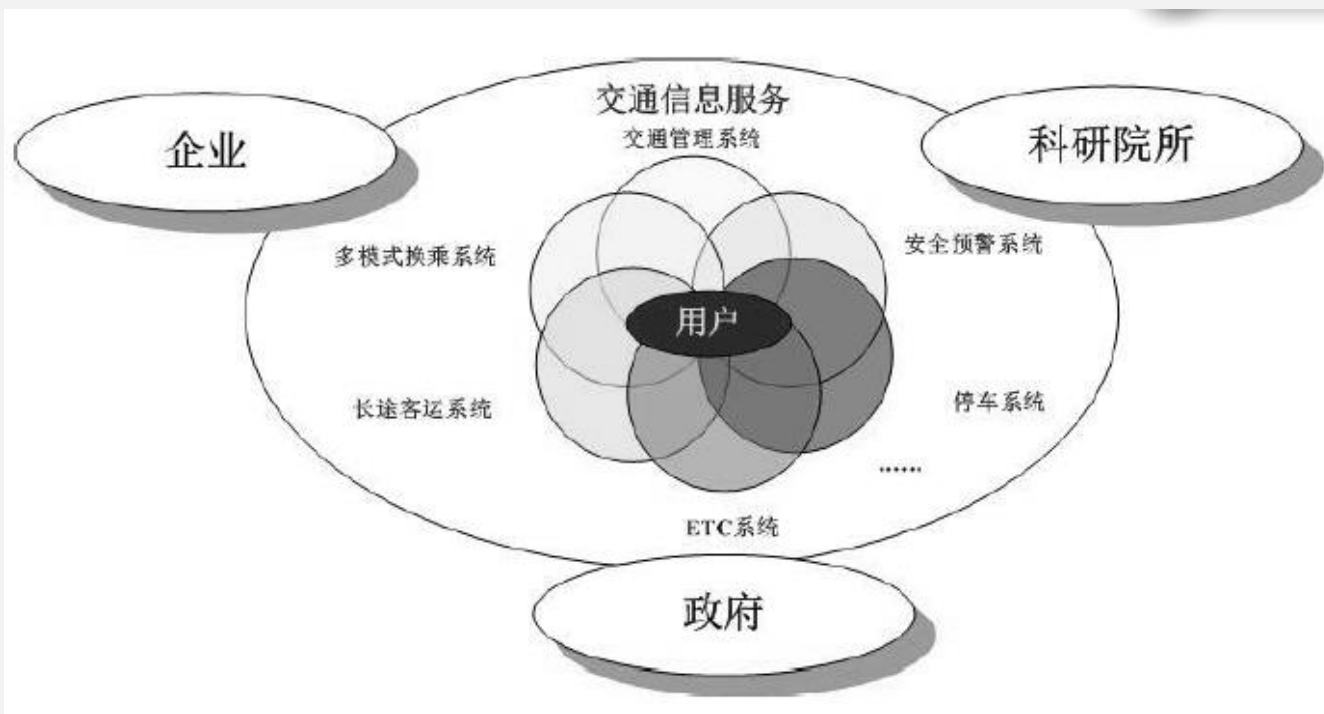 交通信息服务
交通管理系统
企业
科研院所
多模式换乘系统
安全预警系统
用户
长途客运系统
停车系统
······
ETC系统
政府